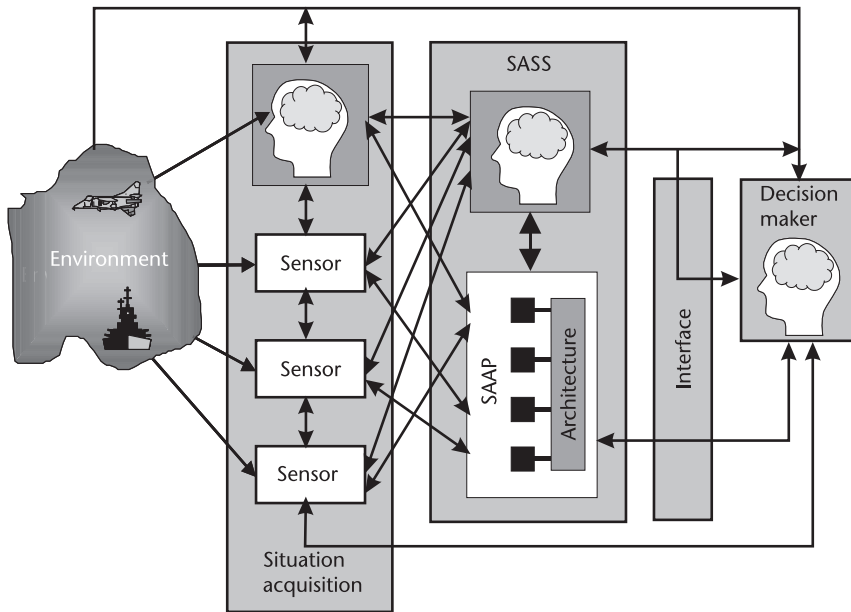 SASS
Environment
Sensor
Sensor
Sensor
Situation
acquisition
SAAP
Architecture
Interface
Decision
maker